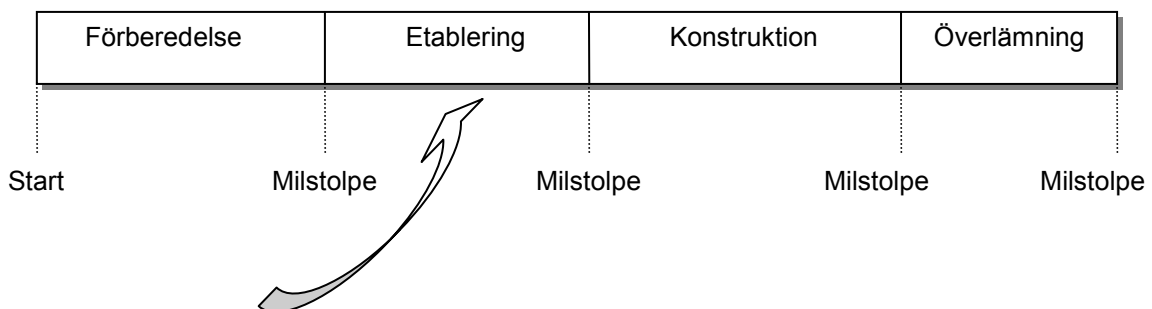 Förberedelse Etablering Konstruktion Överlämning
Start Milstolpe Milstolpe Milstolpe Milstolpe